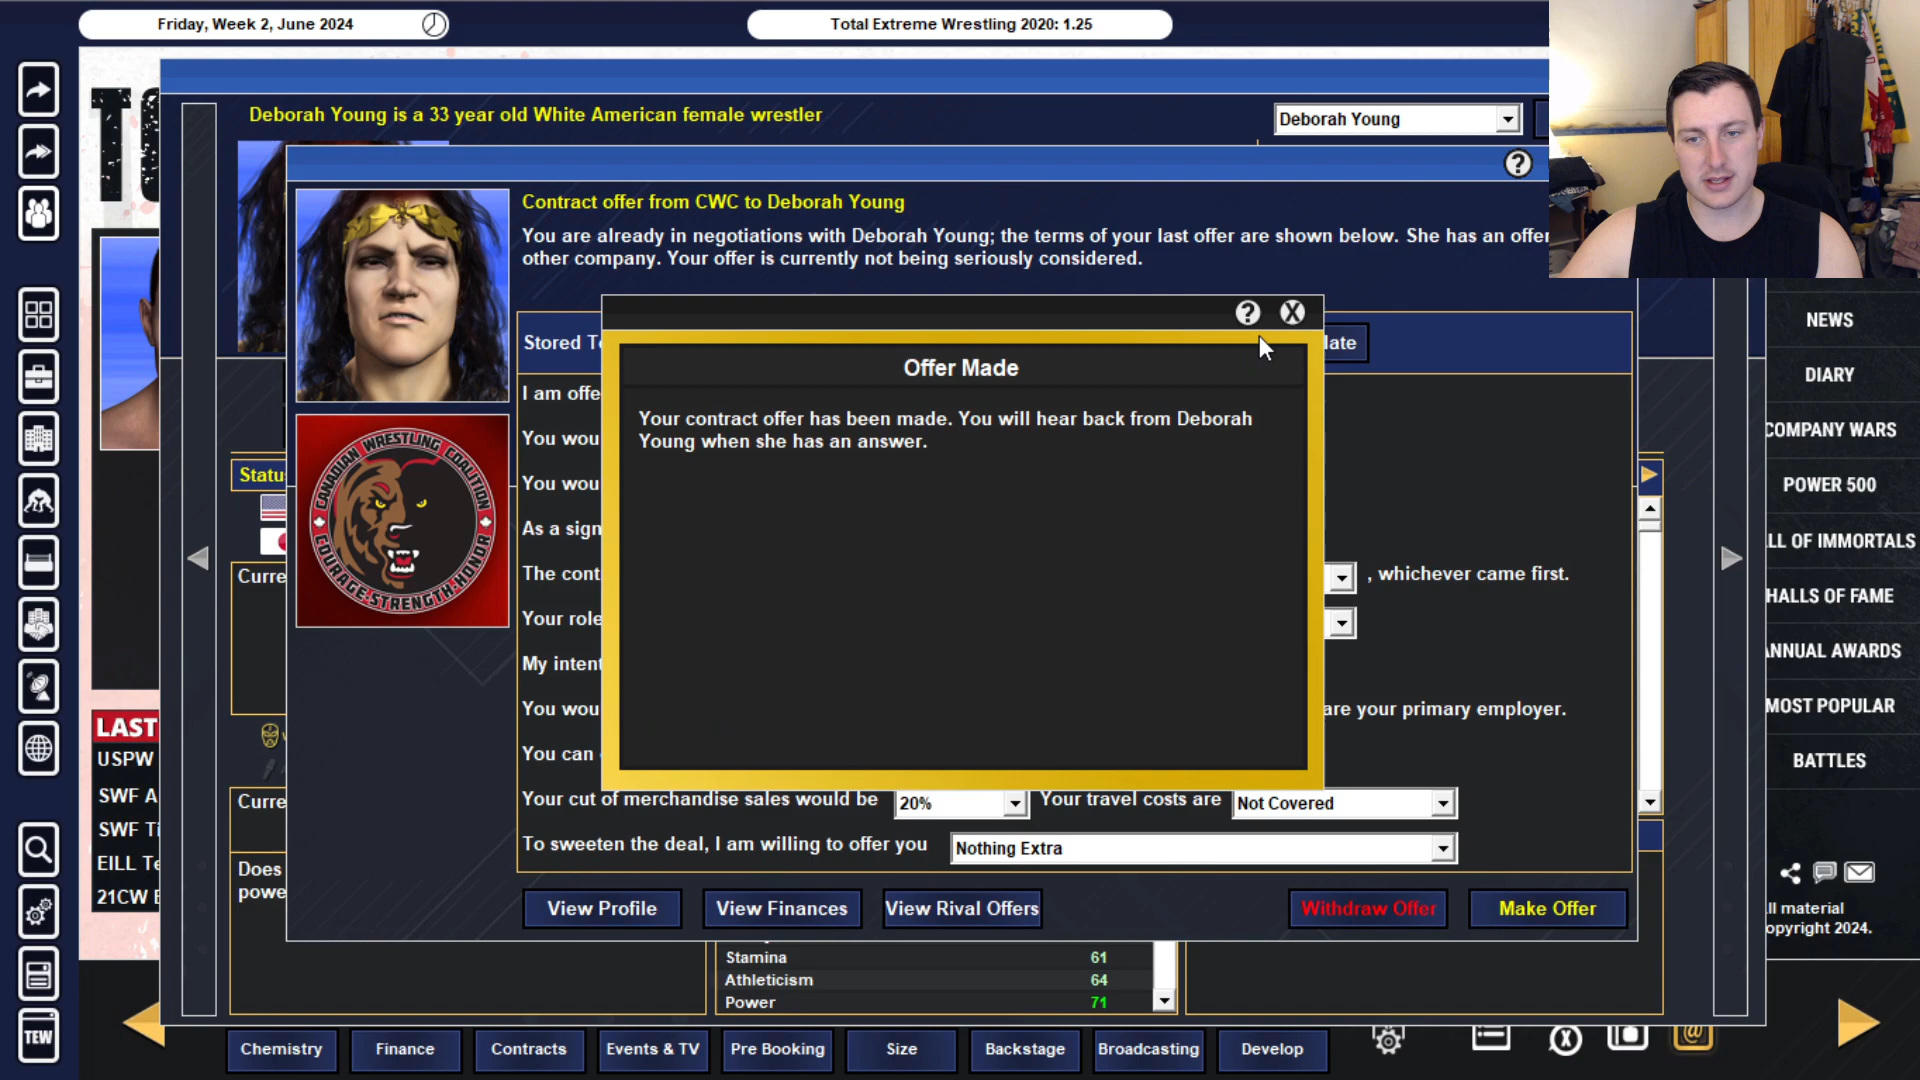 Friday, Week 2, June 2024
Total Extreme Wrestling 2020: 1.25
Deborah Young is a 33 year old White American female wrestler
Deborah Young
Contract offer from CWC to Deborah Young
You are already in negotiations with Deborah Young; the terms of your last offer are shown below. She has an offer
other company. Your offer is currently not being seriously considered.
Stored
late
Offer Made
Your contract offer has been made. You will hear back from Deborah
Young when she has an answer.
I am offe
You wou
You wou
As a sign
The cont
, whichever came first.
Your role
My intent
You wou
are your primary employer.
You can
Your cut of merchandise sales would be
20%
Your travel costs are
Not Covered
To sweeten the deal, I am willing to offer you
Nothing Extra
View Profile
View Finances
View Rival Offers
Withdraw Offer
Make Offer
CANADIAN WRESTLING COALITION
COURAGE·STRENGTH·HONOR
Statu
Curre
Curre
Does
powe
Stamina 61
Athleticism 64
Power 71
LAST
USPW
SWF A
SWF Ti
EILL Te
21CW E
NEWS
DIARY
COMPANY WARS
POWER 500
LL OF IMMORTALS
HALLS OF FAME
ANNUAL AWARDS
MOST POPULAR
BATTLES
ll material
opyright 2024.
TEW
Chemistry
Finance
Contracts
Events & TV
Pre Booking
Size
Backstage
Broadcasting
Develop